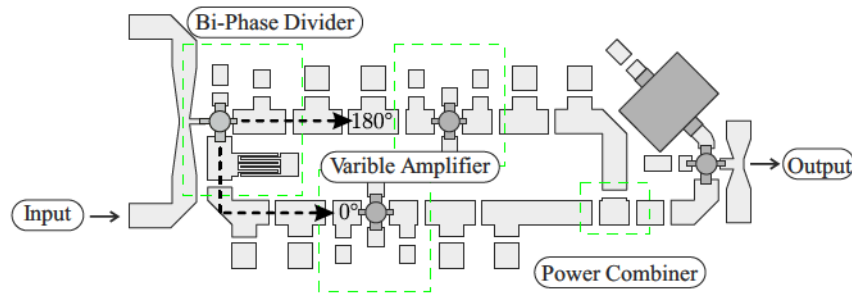 Bi-Phase Divider
180°
Varible Amplifier
Output
Input
0°
Power Combiner